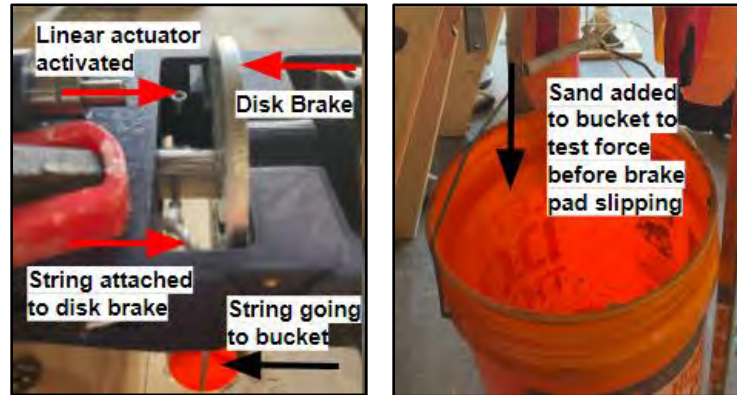 Linear actuator
activated
Disk Brake
String attached
to disk brake
String going
to bucket
Sand added
to bucket to
test force
before brake
pad slipping